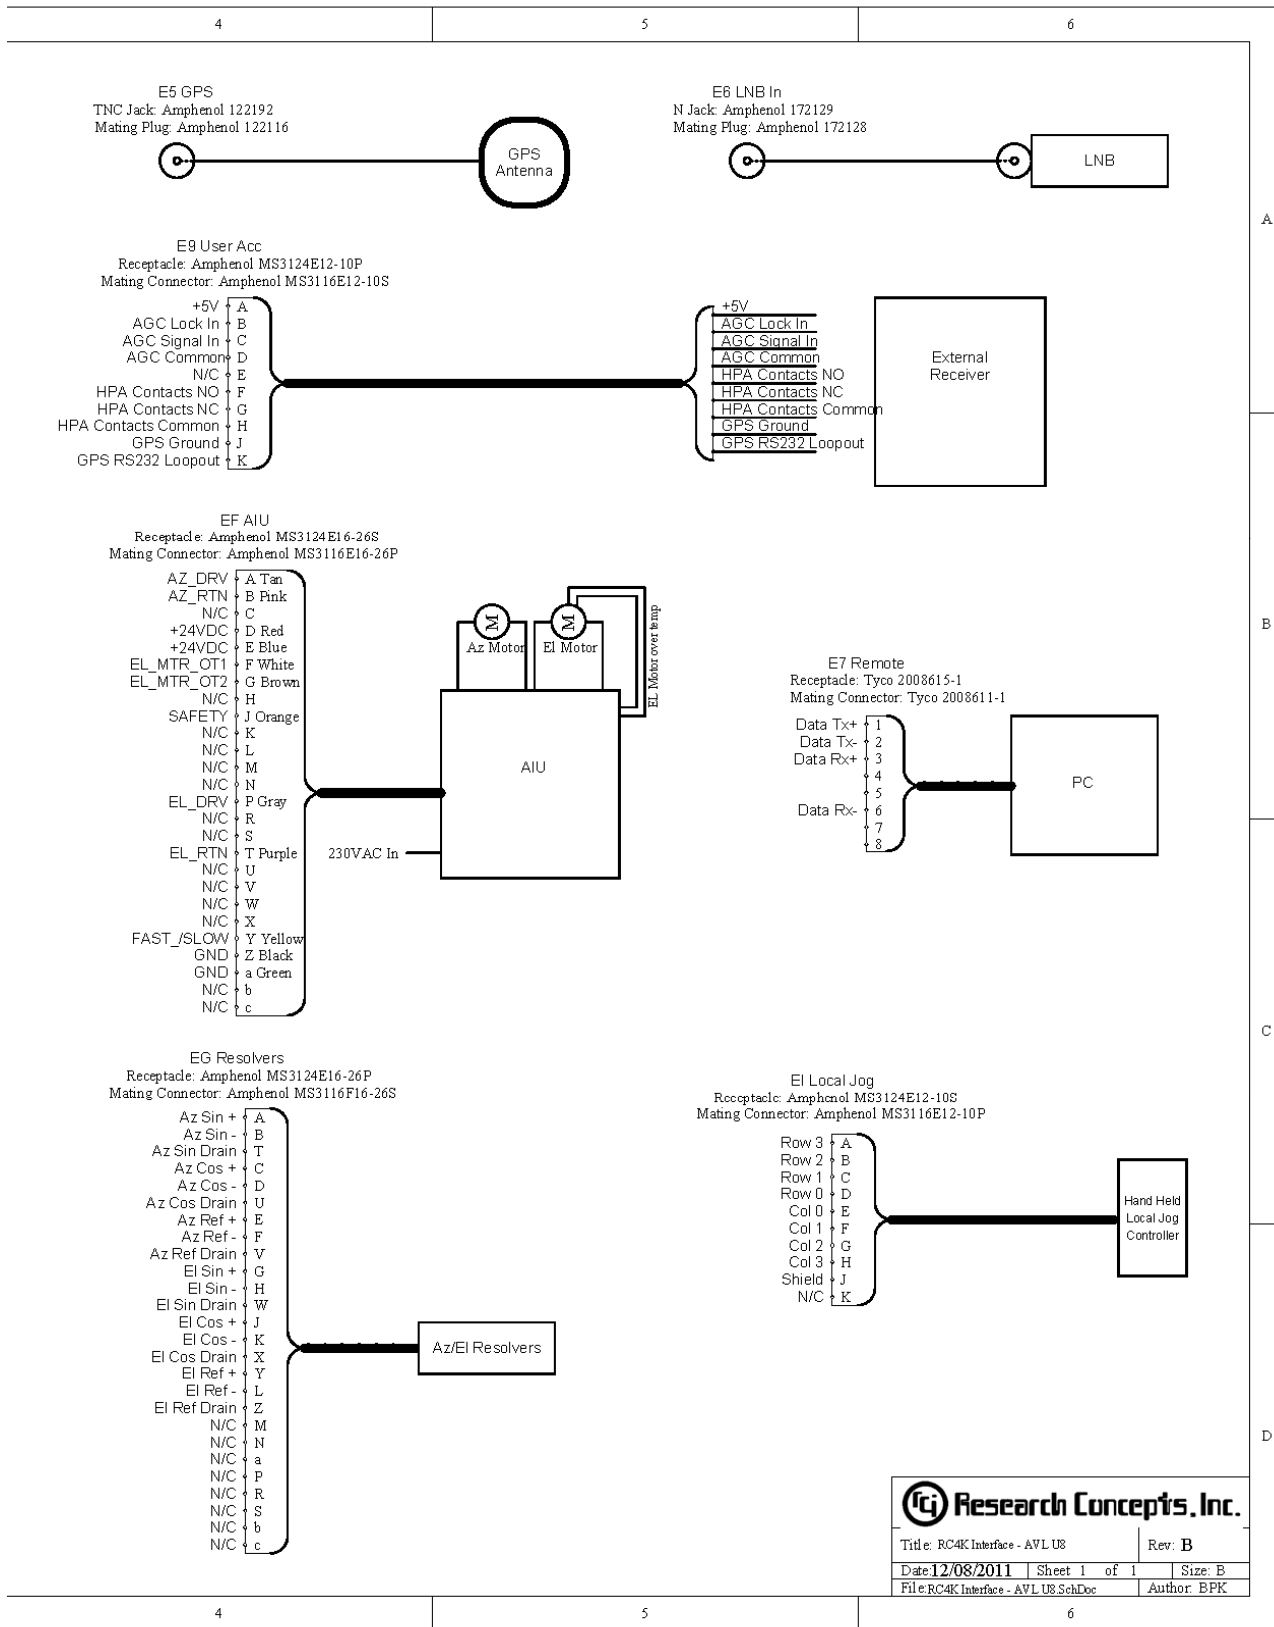 4 5 6
E5 GPS
TNC Jack: Amphenol 122192
Mating Plug: Amphenol 122116
GPS
Antenna
E6 LNB In
N Jack: Amphenol 172129
Mating Plug: Amphenol 172128
LNB
A
E9 User Acc
Receptacle: Amphenol MS3124E12-10P
Mating Connector: Amphenol MS3116E12-10S
+5V A
AGC Lock In B
AGC Signal In C
AGC Common D
N/C E
HPA Contacts NO F
HPA Contacts NC G
HPA Contacts Common H
GPS Ground J
GPS RS232 Loopout K
+5V
AGC Lock In
AGC Signal In
AGC Common
HPA Contacts NO
HPA Contacts NC
HPA Contacts Common
GPS Ground
GPS RS232 Loopout
External
Receiver
EF AIU
Receptacle: Amphenol MS3124E16-26S
Mating Connector: Amphenol MS3116E16-26P
AZ_DRV A Tan
AZ_RTN B Pink
N/C C
+24VDC D Red
+24VDC E Blue
EL_MTR_OT1 F White
EL_MTR_OT2 G Brown
N/C H
SAFETY J Orange
N/C K
N/C L
N/C M
N/C N
EL_DRV P Gray
N/C R
N/C S
EL_RTN T Purple
N/C U
N/C V
N/C W
N/C X
FAST_/SLOW Y Yellow
GND Z Black
GND a Green
N/C b
N/C c
M
Az Motor
M
El Motor
EL Motor over temp
AIU
230VAC In
B
E7 Remote
Receptacle: Tyco 2008615-1
Mating Connector: Tyco 2008611-1
Data Tx+ 1
Data Tx- 2
Data Rx+ 3
4
5
Data Rx- 6
7
8
PC
C
EG Resolvers
Receptacle: Amphenol MS3124E16-26P
Mating Connector: Amphenol MS3116F16-26S
Az Sin + A
Az Sin - B
Az Sin Drain T
Az Cos + C
Az Cos - D
Az Cos Drain U
Az Ref + E
Az Ref - F
Az Ref Drain V
El Sin + G
El Sin - H
El Sin Drain W
El Cos + J
El Cos - K
El Cos Drain X
El Ref + Y
El Ref - L
El Ref Drain Z
N/C M
N/C N
N/C a
N/C P
N/C R
N/C S
N/C b
N/C c
Az/El Resolvers
EI Local Jog
Receptacle: Amphenol MS3124E12-10S
Mating Connector: Amphenol MS3116E12-10P
Row 3 A
Row 2 B
Row 1 C
Row 0 D
Col 0 E
Col 1 F
Col 2 G
Col 3 H
Shield J
N/C K
Hand Held
Local Jog
Controller
D
rci Research Concepts, Inc.
Title: RC4K Interface - AVL U8 Rev: B
Date:12/08/2011 Sheet 1 of 1 Size: B
File:RC4K Interface - AVL U8.SchDoc Author: BPK
4 5 6